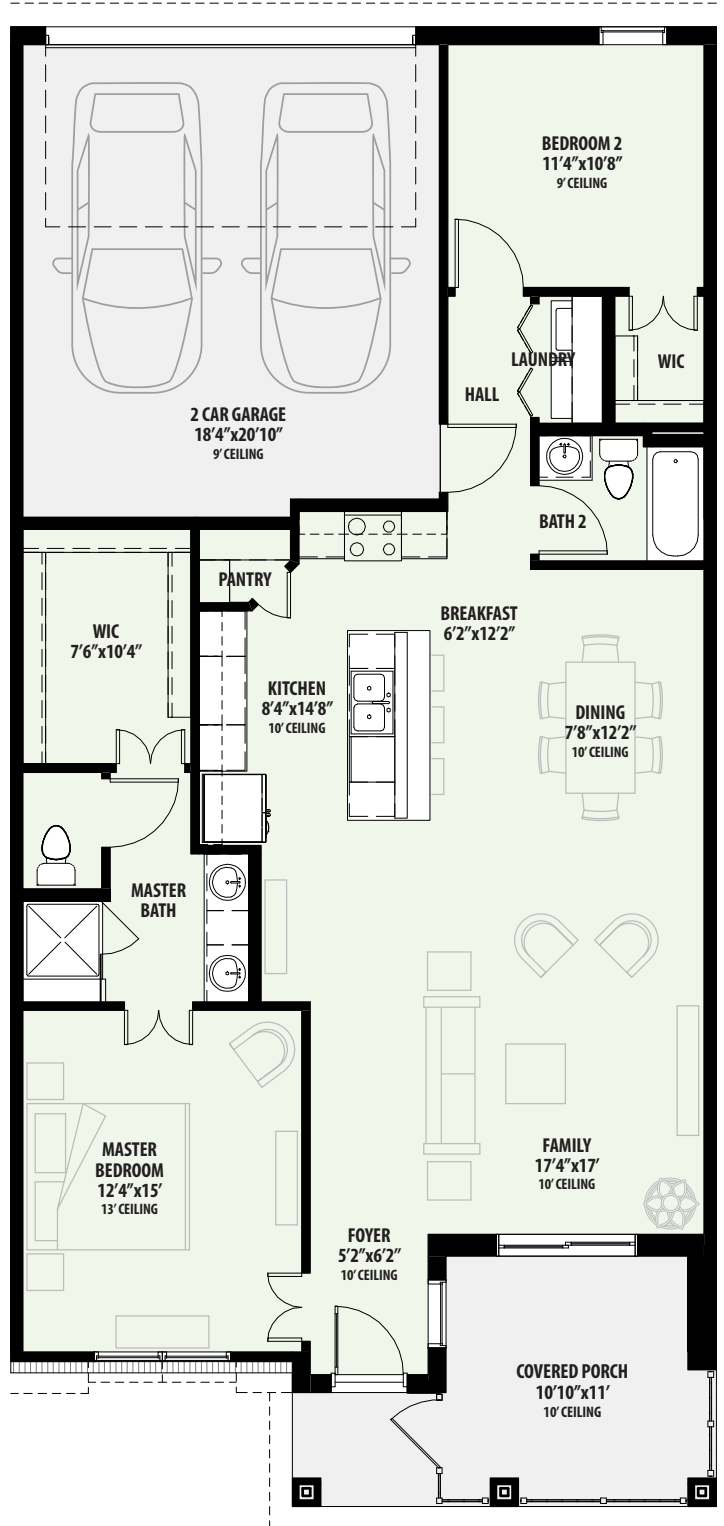 BEDROOM 2
11'4"x10'8"
9' CEILING
LAUNDRY
WIC
HALL
2 CAR GARAGE
18'4"x20'10"
9' CEILING
BATH 2
PANTRY
BREAKFAST
6'2"x12'2"
WIC
7'6"x10'4"
KITCHEN
8'4"x14'8"
10' CEILING
DINING
7'8"x12'2"
10' CEILING
MASTER
BATH
MASTER
BEDROOM
12'4"x15'
13' CEILING
FAMILY
17'4"x17'
10' CEILING
FOYER
5'2"x6'2"
10' CEILING
COVERED PORCH
10'10"x11'
10' CEILING